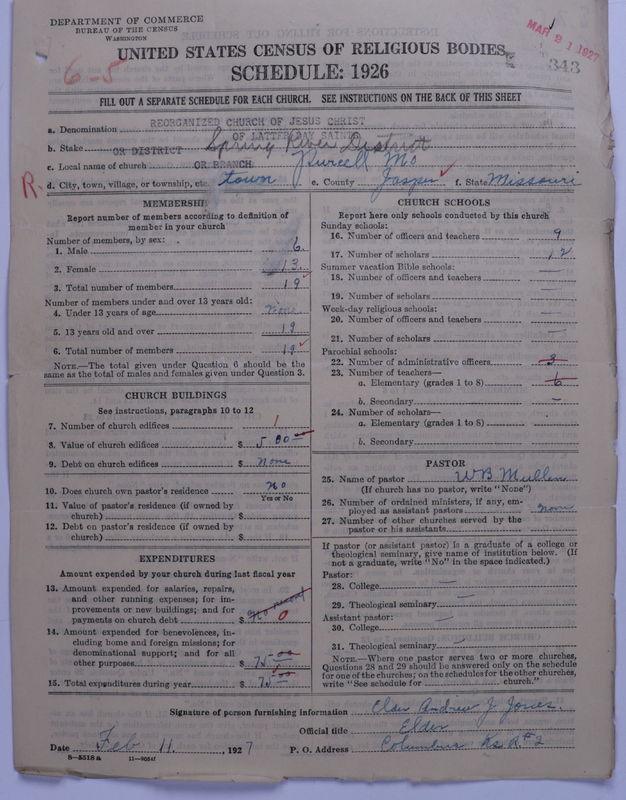 DEPARTMENT OF COMMERCE
BUREAU OF THE CENSUS
WASHINGTON
MAR 21 1927
6-5
343
UNITED STATES CENSUS OF RELIGIOUS BODIES
SCHEDULE: 1926
FILL OUT A SEPARATE SCHEDULE FOR EACH CHURCH. SEE INSTRUCTIONS ON THE BACK OF THIS SHEET
REORGANIZED CHURCH OF JESUS CHRIST
a. Denomination
OF LATTER DAY SAINTS
b. Stake OR DISTRICT Spring River District
c. Local name of church OR BRANCH Purcell Mo
R. d. City, town, village, or township, etc. town e. County Jasper f. State Missouri
MEMBERSHIP
Report number of members according to definition of
member in your church
Number of members, by sex:
1. Male 6
2. Female 13
3. Total number of members 19
Number of members under and over 13 years old:
4. Under 13 years of age None
5. 13 years old and over 19
6. Total number of members 19
NOTE.—The total given under Question 6 should be the
same as the total of males and females given under Question 3.
CHURCH BUILDINGS
See instructions, paragraphs 10 to 12
7. Number of church edifices 1
8. Value of church edifices $ 500
9. Debt on church edifices $ None
10. Does church own pastor's residence no
Yes or No
11. Value of pastor's residence (if owned by
church) $
12. Debt on pastor's residence (if owned by
church) $
EXPENDITURES
Amount expended by your church during last fiscal year
13. Amount expended for salaries, repairs,
and other running expenses; for im-
provements or new buildings; and for
payments on church debt $ no record 0
14. Amount expended for benevolences, in-
cluding home and foreign missions; for
denominational support; and for all
other purposes $ 75 00
15. Total expenditures during year $ 75 00
CHURCH SCHOOLS
Report here only schools conducted by this church
Sunday schools:
16. Number of officers and teachers 9
17. Number of scholars 12
Summer vacation Bible schools:
18. Number of officers and teachers —
19. Number of scholars —
Week-day religious schools:
20. Number of officers and teachers —
21. Number of scholars —
Parochial schools:
22. Number of administrative officers 3
23. Number of teachers—
a. Elementary (grades 1 to 8) 6
b. Secondary —
24. Number of scholars—
a. Elementary (grades 1 to 8)
b. Secondary
PASTOR
25. Name of pastor W B Mullen
(If church has no pastor, write "None")
26. Number of ordained ministers, if any, em-
ployed as assistant pastors none
27. Number of other churches served by the
pastor or his assistants
If pastor (or assistant pastor) is a graduate of a college or
theological seminary, give name of institution below. (If
not a graduate, write "No" in the space indicated.)
Pastor:
28. College —
29. Theological seminary —
Assistant pastor: —
30. College
31. Theological seminary —
NOTE.—Where one pastor serves two or more churches,
Questions 28 and 29 should be answered only on the schedule
for one of the churches; on the schedules for the other churches,
write "See schedule for church."
Signature of person furnishing information Elder Andrew J. Jones.
Official title Elder
Date Feb 11, 1927 P. O. Address Columbus Ks R#2
8-5518 a